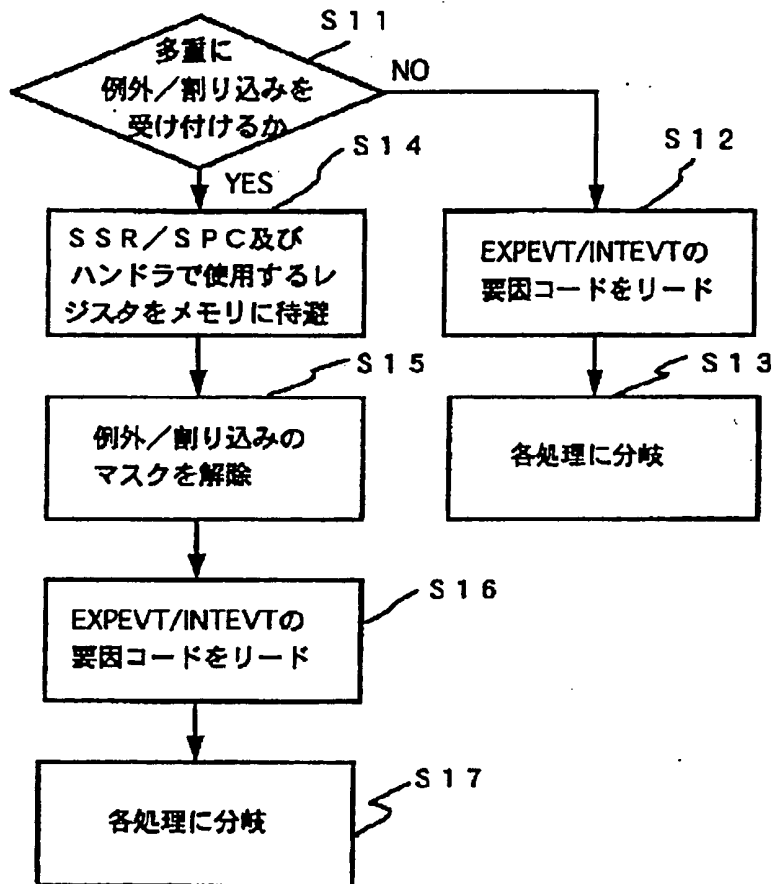 S11
多重に
例外／割り込みを
受け付けるか
NO
YES
S14
SSR／SPC及び
ハンドラで使用するレ
ジスタをメモリに待避
S12
EXPEVT/INTEVTの
要因コードをリード
S15
例外／割り込みの
マスクを解除
S13
各処理に分岐
S16
EXPEVT/INTEVTの
要因コードをリード
S17
各処理に分岐